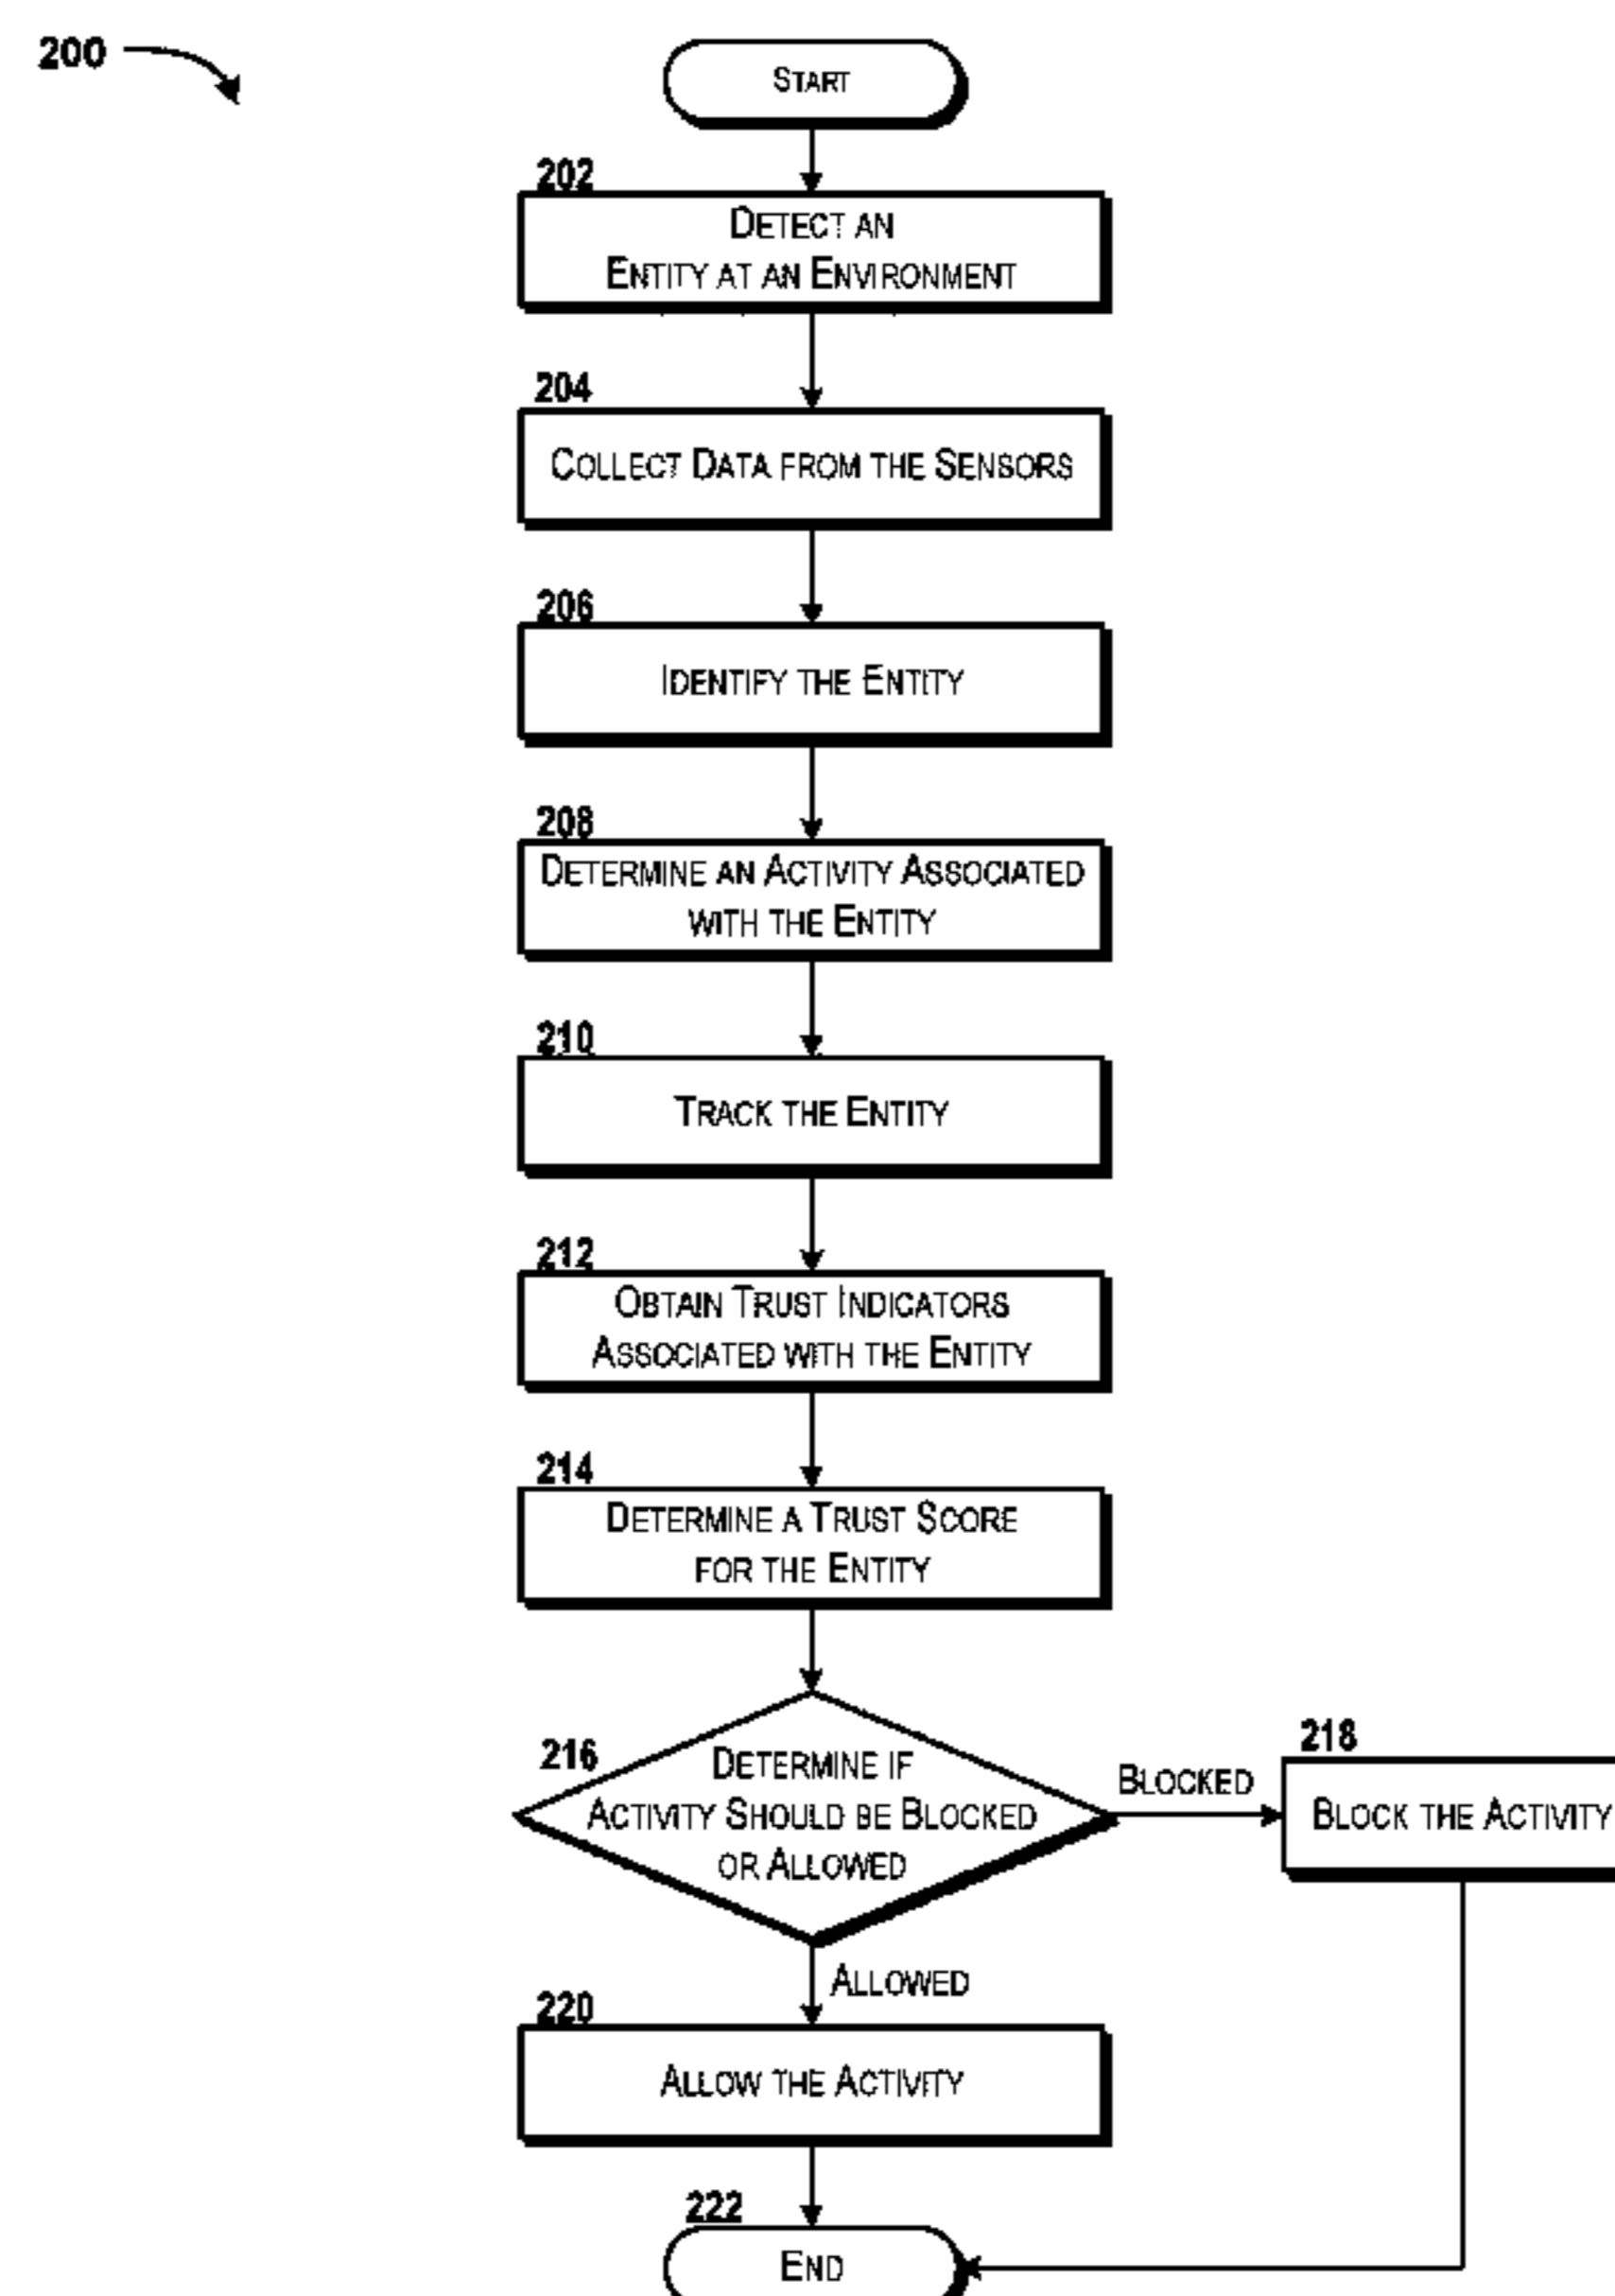 200
START
202
DETECT AN
ENTITY AT AN ENVIRONMENT
204
COLLECT DATA FROM THE SENSORS
206
IDENTIFY THE ENTITY
208
DETERMINE AN ACTIVITY ASSOCIATED
WITH THE ENTITY
210
TRACK THE ENTITY
212
OBTAIN TRUST INDICATORS
ASSOCIATED WITH THE ENTITY
214
DETERMINE A TRUST SCORE
FOR THE ENTITY
216
DETERMINE IF
ACTIVITY SHOULD BE BLOCKED
OR ALLOWED
BLOCKED
218
BLOCK THE ACTIVITY
ALLOWED
220
ALLOW THE ACTIVITY
222
END